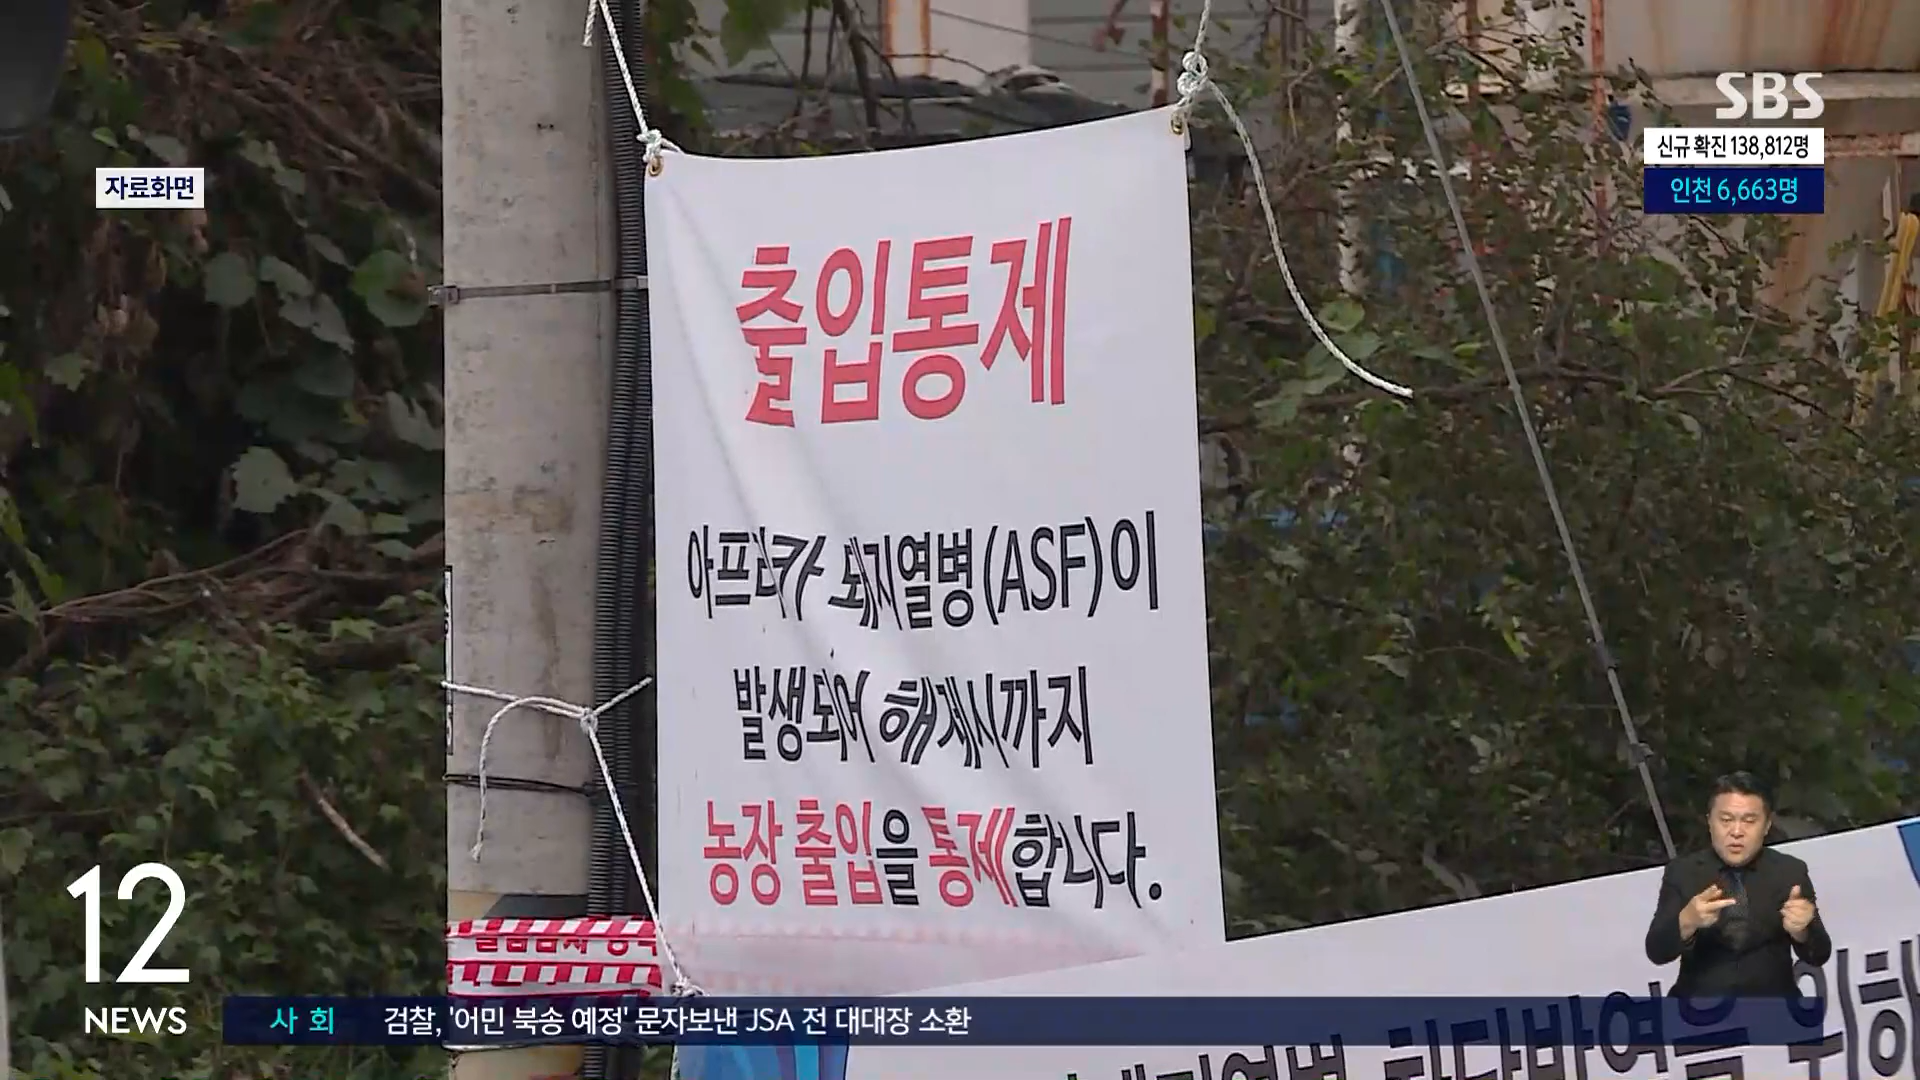 SBS
신규 확진 138,812명
인천 6,663명
자료화면
출입통제
아프리카 돼지열병(ASF)이
발생되어 해제시까지
농장 출입을 통제합니다.
위해
12
NEWS
사회 검찰, '어민 북송 예정' 문자보낸 JSA 전 대대장 소환